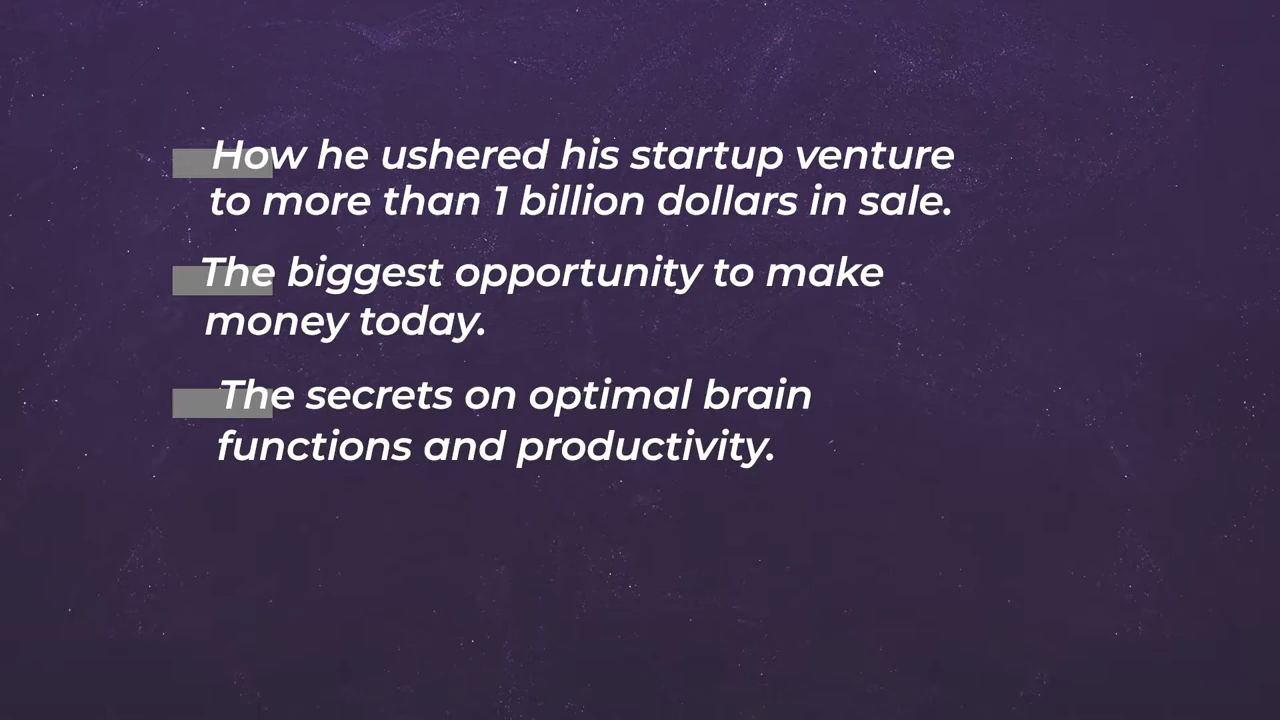 How he ushered his startup venture
to more than 1 billion dollars in sale.
The biggest opportunity to make
money today.
The secrets on optimal brain
functions and productivity.